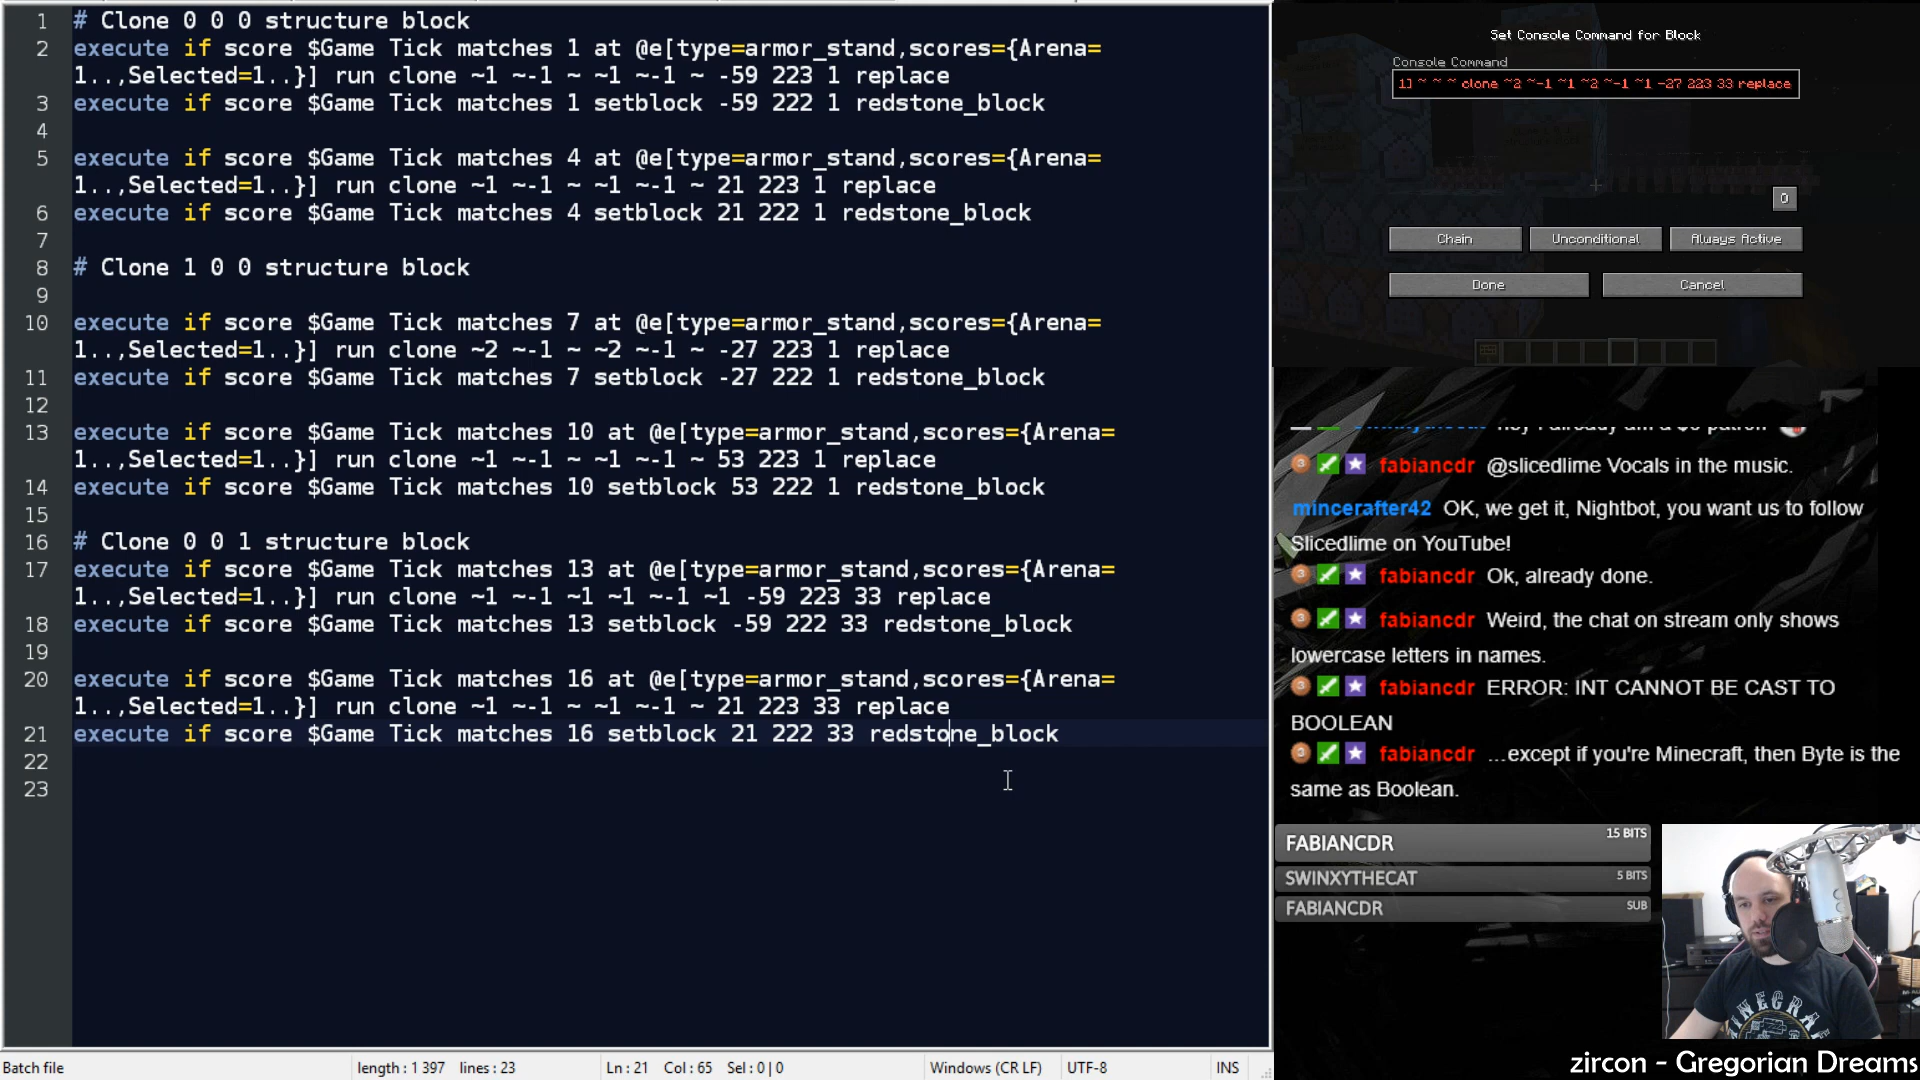 1 # Clone 0 0 0 structure block
2 execute if score $Game Tick matches 1 at @e[type=armor_stand,scores={Arena=
1..,Selected=1..}] run clone ~1 ~-1 ~ ~1 ~-1 ~ -59 223 1 replace
3 execute if score $Game Tick matches 1 setblock -59 222 1 redstone_block
4
5 execute if score $Game Tick matches 4 at @e[type=armor_stand,scores={Arena=
1..,Selected=1..}] run clone ~1 ~-1 ~ ~1 ~-1 ~ 21 223 1 replace
6 execute if score $Game Tick matches 4 setblock 21 222 1 redstone_block
7
8 # Clone 1 0 0 structure block
9
10 execute if score $Game Tick matches 7 at @e[type=armor_stand,scores={Arena=
1..,Selected=1..}] run clone ~2 ~-1 ~ ~2 ~-1 ~ -27 223 1 replace
11 execute if score $Game Tick matches 7 setblock -27 222 1 redstone_block
12
13 execute if score $Game Tick matches 10 at @e[type=armor_stand,scores={Arena=
1..,Selected=1..}] run clone ~1 ~-1 ~ ~1 ~-1 ~ 53 223 1 replace
14 execute if score $Game Tick matches 10 setblock 53 222 1 redstone_block
15
16 # Clone 0 0 1 structure block
17 execute if score $Game Tick matches 13 at @e[type=armor_stand,scores={Arena=
1..,Selected=1..}] run clone ~1 ~-1 ~1 ~1 ~-1 ~1 -59 223 33 replace
18 execute if score $Game Tick matches 13 setblock -59 222 33 redstone_block
19
20 execute if score $Game Tick matches 16 at @e[type=armor_stand,scores={Arena=
1..,Selected=1..}] run clone ~1 ~-1 ~ ~1 ~-1 ~ 21 223 33 replace
21 execute if score $Game Tick matches 16 setblock 21 222 33 redstone_block
22
23
Batch file length : 1 397 lines : 23 Ln : 21 Col : 65 Sel : 0 | 0 Windows (CR LF) UTF-8 INS
Set Console Command for Block
Console Command
1] ~ ~ ~ clone ~2 ~-1 ~1 ~2 ~-1 ~1 -27 223 33 replace
0
Chain Unconditional Always Active
Done Cancel
fabiancdr @slicedlime Vocals in the music.
mincerafter42 OK, we get it, Nightbot, you want us to follow
Slicedlime on YouTube!
fabiancdr Ok, already done.
fabiancdr Weird, the chat on stream only shows
lowercase letters in names.
fabiancdr ERROR: INT CANNOT BE CAST TO
BOOLEAN
fabiancdr ...except if you're Minecraft, then Byte is the
same as Boolean.
FABIANCDR 15 BITS
SWINXYTHECAT 5 BITS
FABIANCDR SUB
zircon - Gregorian Dreams